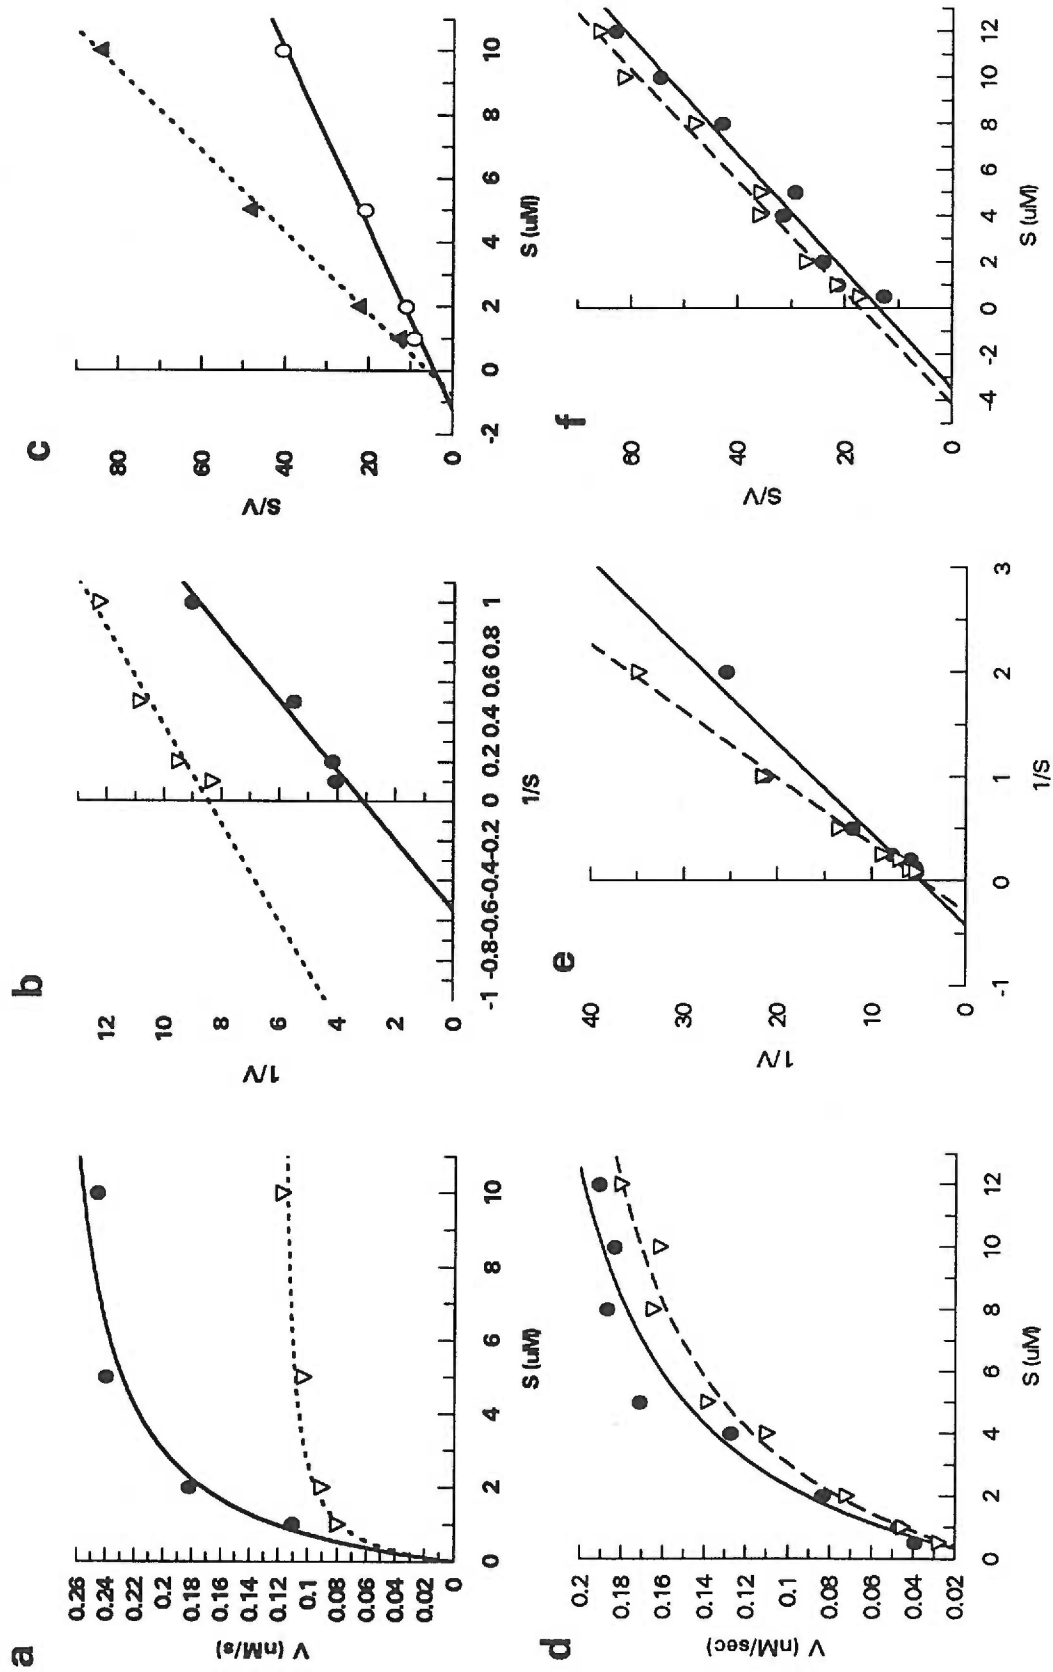 a
V (nM/s)
0.26
0.24
0.22
0.2
0.18
0.16
0.14
0.12
0.1
0.08
0.06
0.04
0.02
0
0 2 4 6 8 10
S (uM)
b
1/V
12
10
8
6
4
2
0
-1 -0.8 -0.6 -0.4 -0.2 0 0.2 0.4 0.6 0.8 1
1/S
c
S/V
80
60
40
20
0
-2 0 2 4 6 8 10
S (uM)
d
V (nM/sec)
0.2
0.18
0.16
0.14
0.12
0.1
0.08
0.06
0.04
0.02
0 2 4 6 8 10 12
S (uM)
e
1/V
40
30
20
10
0
-1 0 1 2 3
1/S
f
S/V
60
40
20
0
-4 -2 0 2 4 6 8 10 12
S (uM)